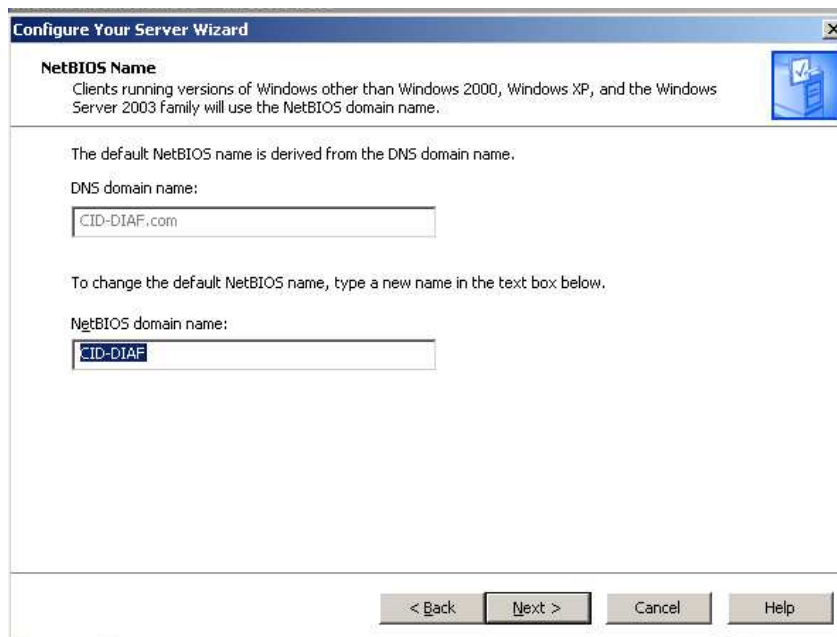 Configure Your Server Wizard
NetBIOS Name
Clients running versions of Windows other than Windows 2000, Windows XP, and the Windows
Server 2003 family will use the NetBIOS domain name.
The default NetBIOS name is derived from the DNS domain name.
DNS domain name:
CID-DIAF.com
To change the default NetBIOS name, type a new name in the text box below.
NetBIOS domain name:
CID-DIAF
< Back Next > Cancel Help